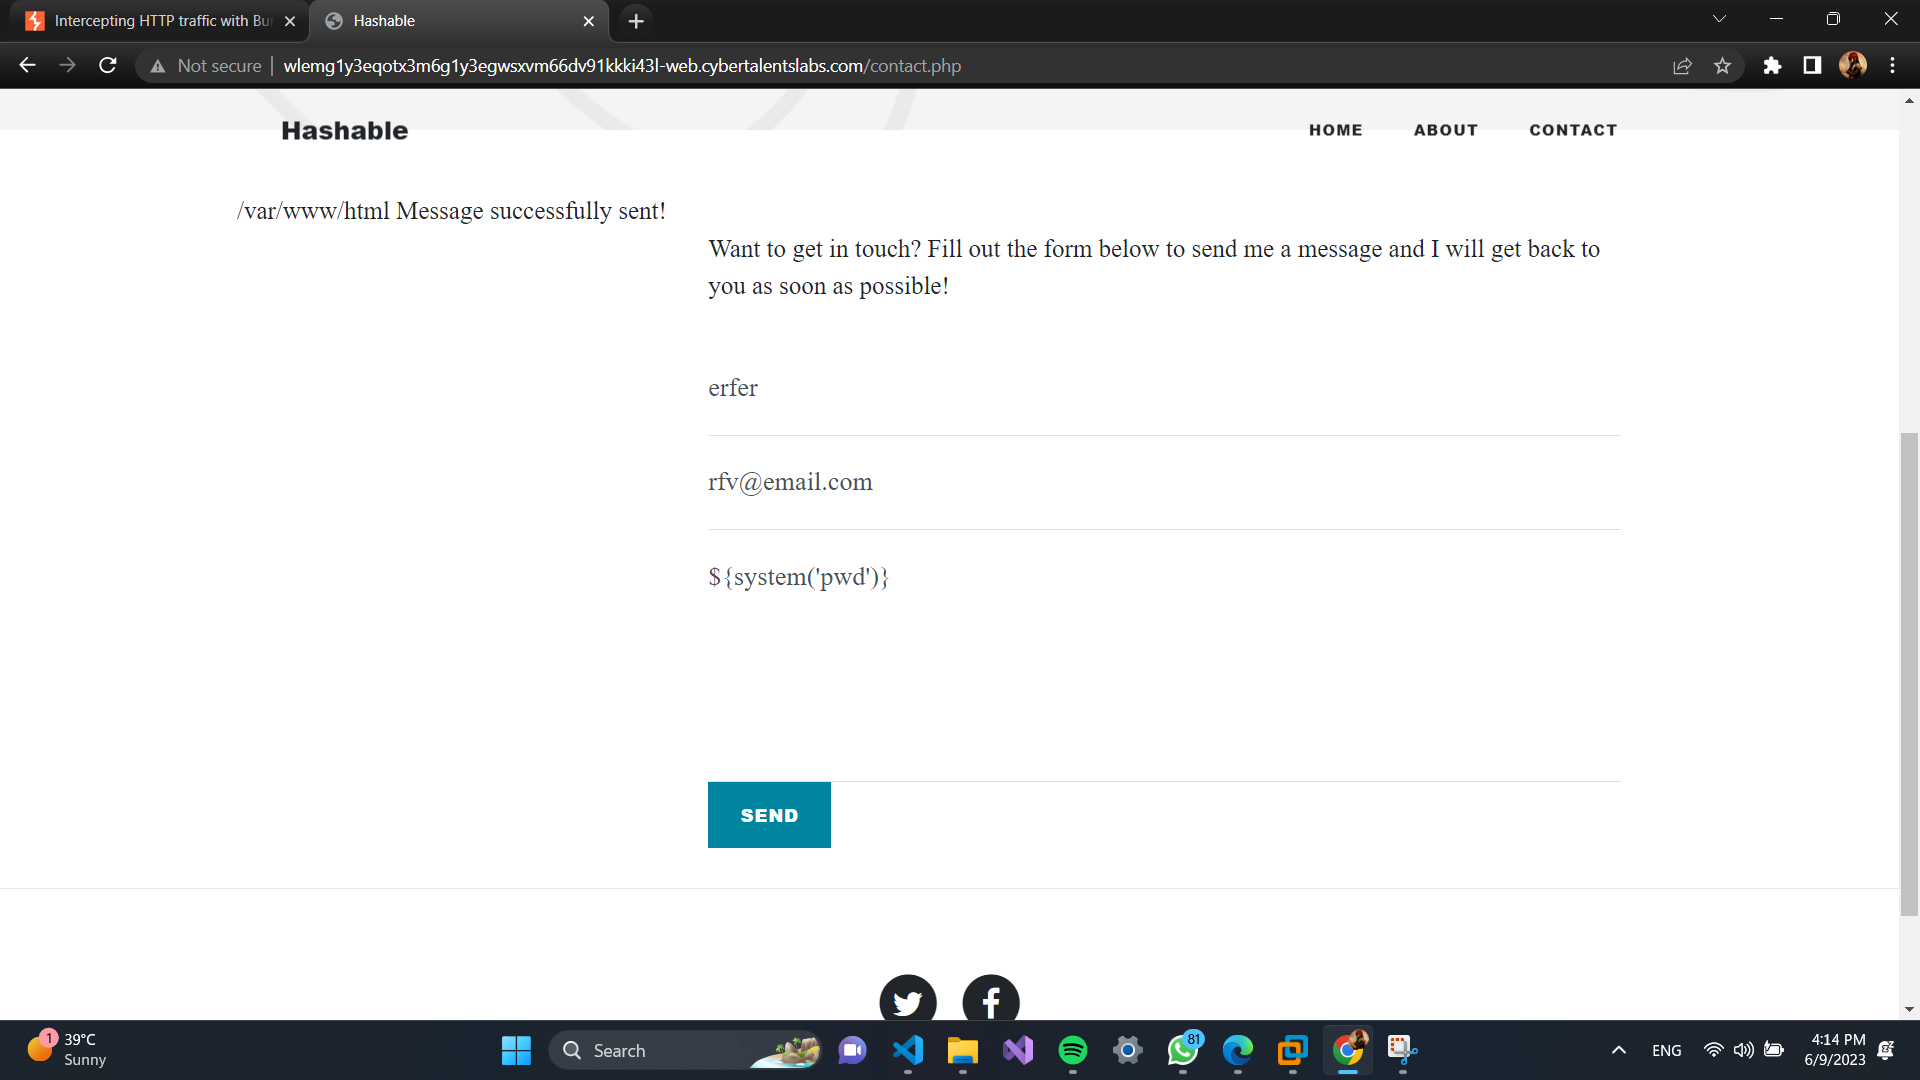 Intercepting HTTP traffic with Bu
Hashable
Not secure
wlemg1y3eqotx3m6g1y3egwsxvm66dv91kkki43l-web.cybertalentslabs.com/contact.php
Hashable
HOME
ABOUT
CONTACT
/var/www/html Message successfully sent!
Want to get in touch? Fill out the form below to send me a message and I will get back to
you as soon as possible!
erfer
rfv@email.com
${system('pwd')}
SEND
1
39°C
Sunny
Search
81
ENG
4:14 PM
6/9/2023